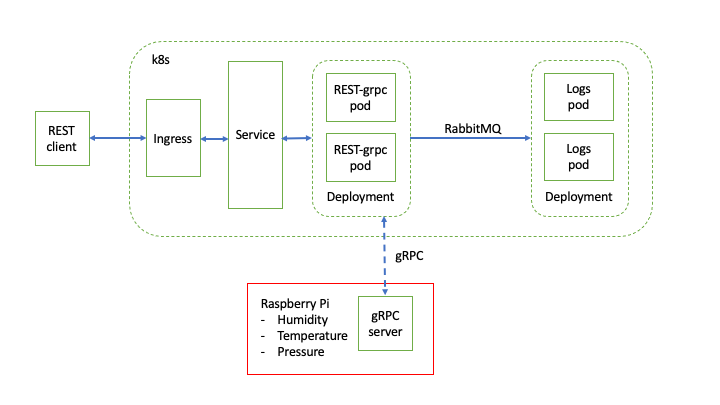 k8s
REST
client
Ingress
Service
REST-grpc
pod
REST-grpc
pod
Deployment
RabbitMQ
Logs
pod
Logs
pod
Deployment
gRPC
Raspberry Pi
- Humidity
- Temperature
- Pressure
gRPC
server